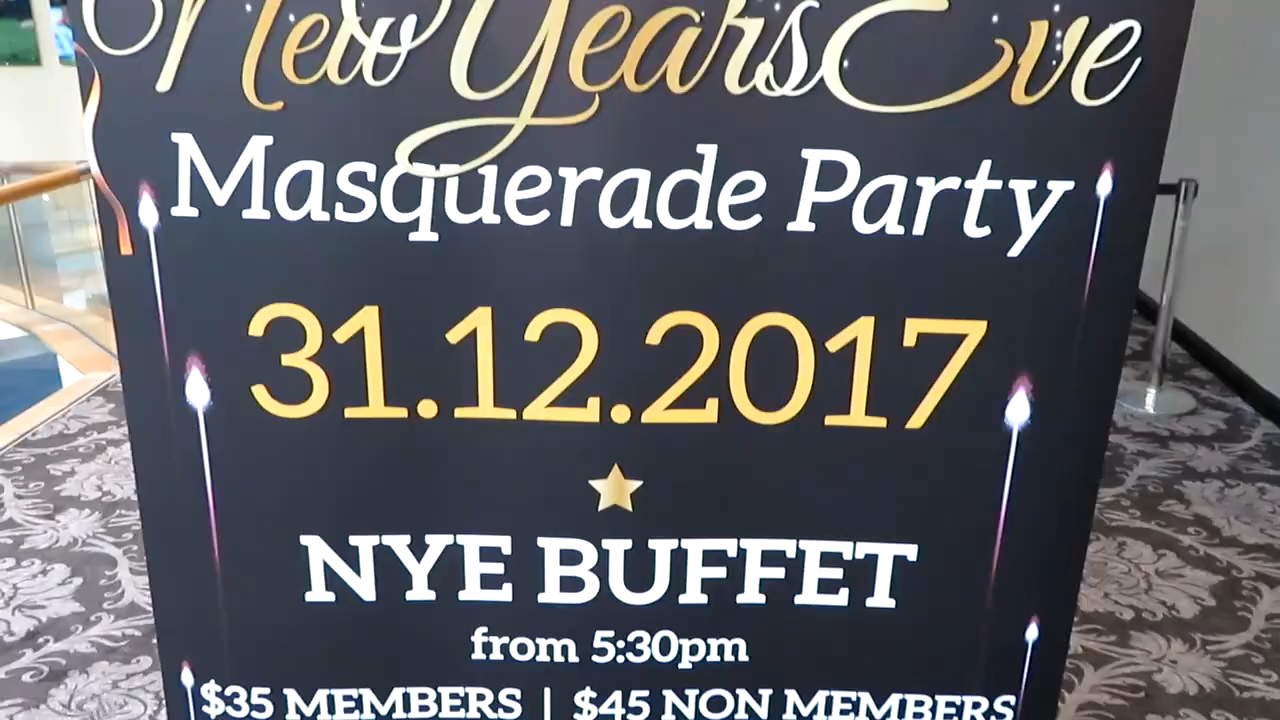 New Years Eve
Masquerade Party
31.12.2017
NYE BUFFET
from 5:30pm
$35 MEMBERS | $45 NON MEMBERS